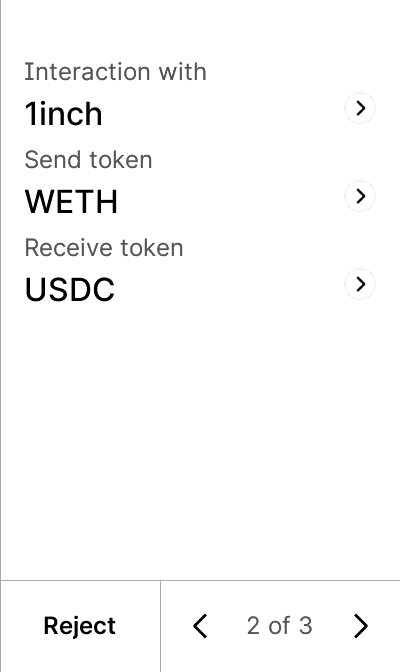 Interaction with
1inch
Send token
WETH
Receive token
USDC
Reject
2 of 3